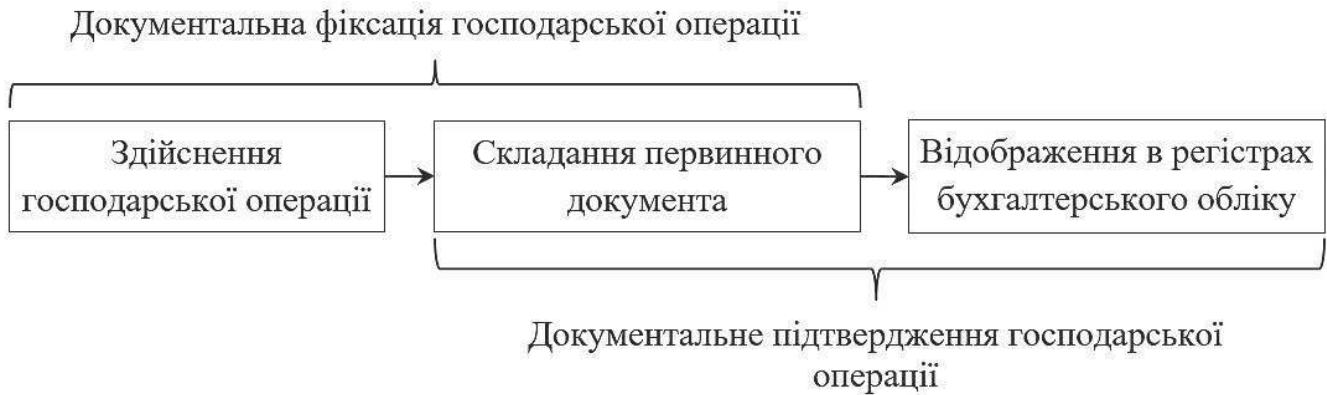 Документальна фіксація господарської операції
Здійснення
господарської операції
Складання первинного
документа
Відображення в регістрах
бухгалтерського обліку
Документальне підтвердження господарської
операції